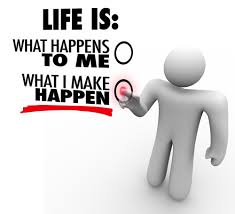 LIFE IS:
WHAT HAPPENS
TO ME
WHAT I MAKE
HAPPEN